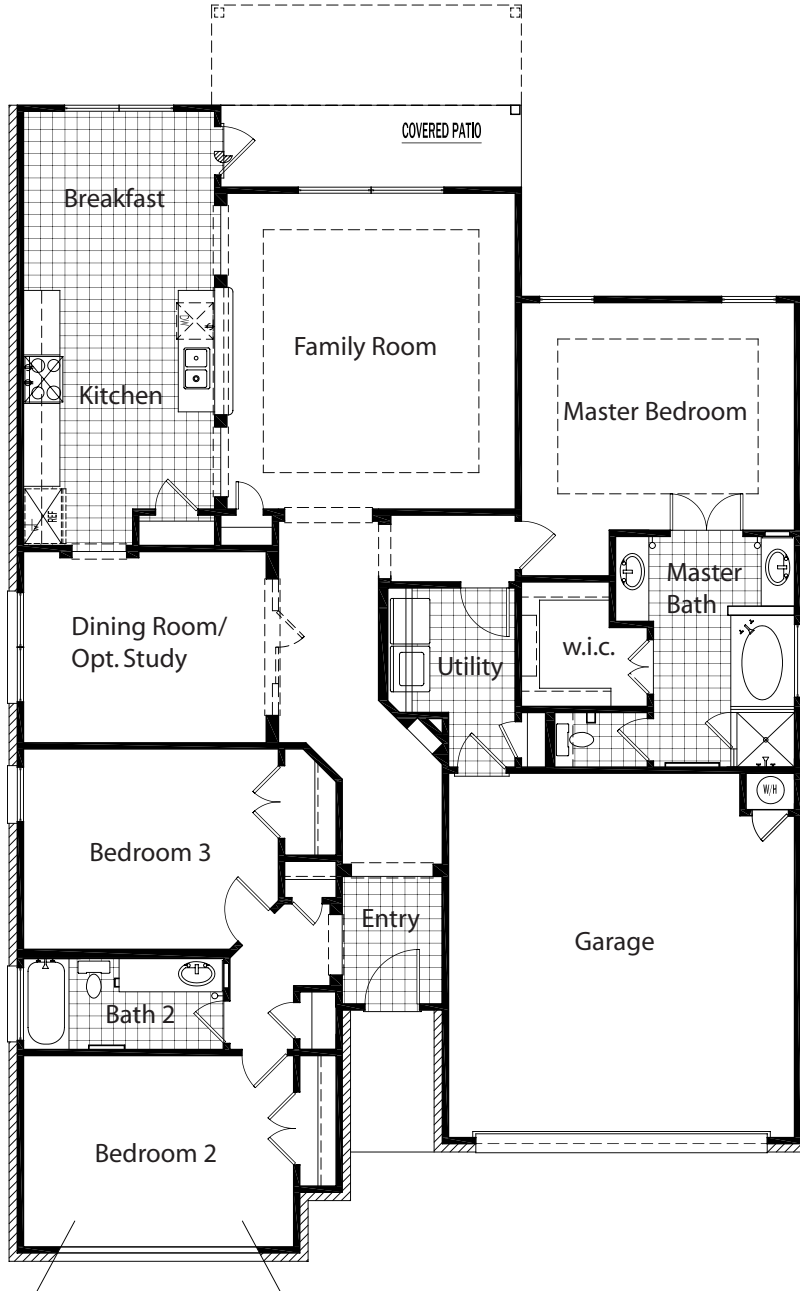 COVERED PATIO
Breakfast
Family Room
Kitchen
Master Bedroom
REF
Master
Bath
Dining Room/
Opt. Study
w.i.c.
Utility
W/H
Bedroom 3
Entry
Garage
Bath 2
Bedroom 2